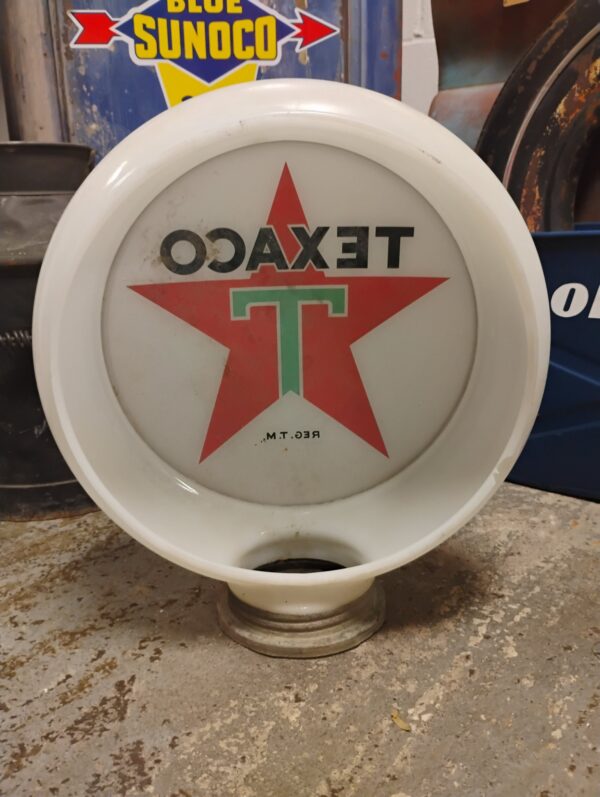 BLUE
SUNOCO
TEXACO
T
REG. T.M.